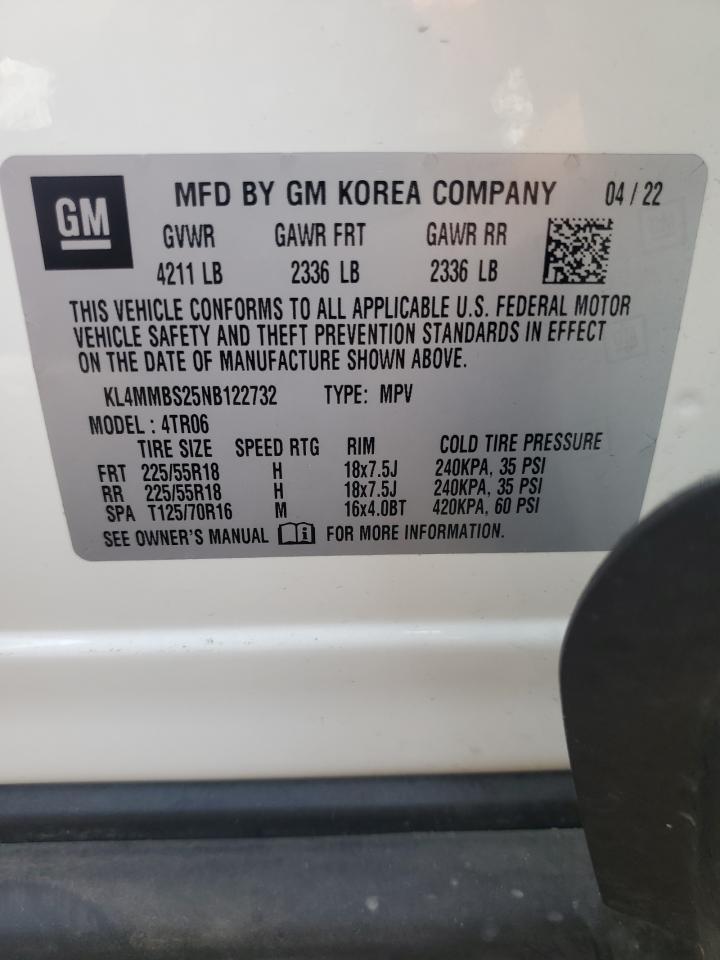 GM
MFD BY GM KOREA COMPANY 04 / 22
GVWR GAWR FRT GAWR RR
4211 LB 2336 LB 2336 LB
THIS VEHICLE CONFORMS TO ALL APPLICABLE U.S. FEDERAL MOTOR
VEHICLE SAFETY AND THEFT PREVENTION STANDARDS IN EFFECT
ON THE DATE OF MANUFACTURE SHOWN ABOVE.
KL4MMBS25NB122732 TYPE: MPV
MODEL : 4TR06
TIRE SIZE SPEED RTG RIM COLD TIRE PRESSURE
FRT 225/55R18 H 18x7.5J 240KPA, 35 PSI
RR 225/55R18 H 18x7.5J 240KPA, 35 PSI
SPA T125/70R16 M 16x4.0BT 420KPA, 60 PSI
SEE OWNER'S MANUAL i FOR MORE INFORMATION.